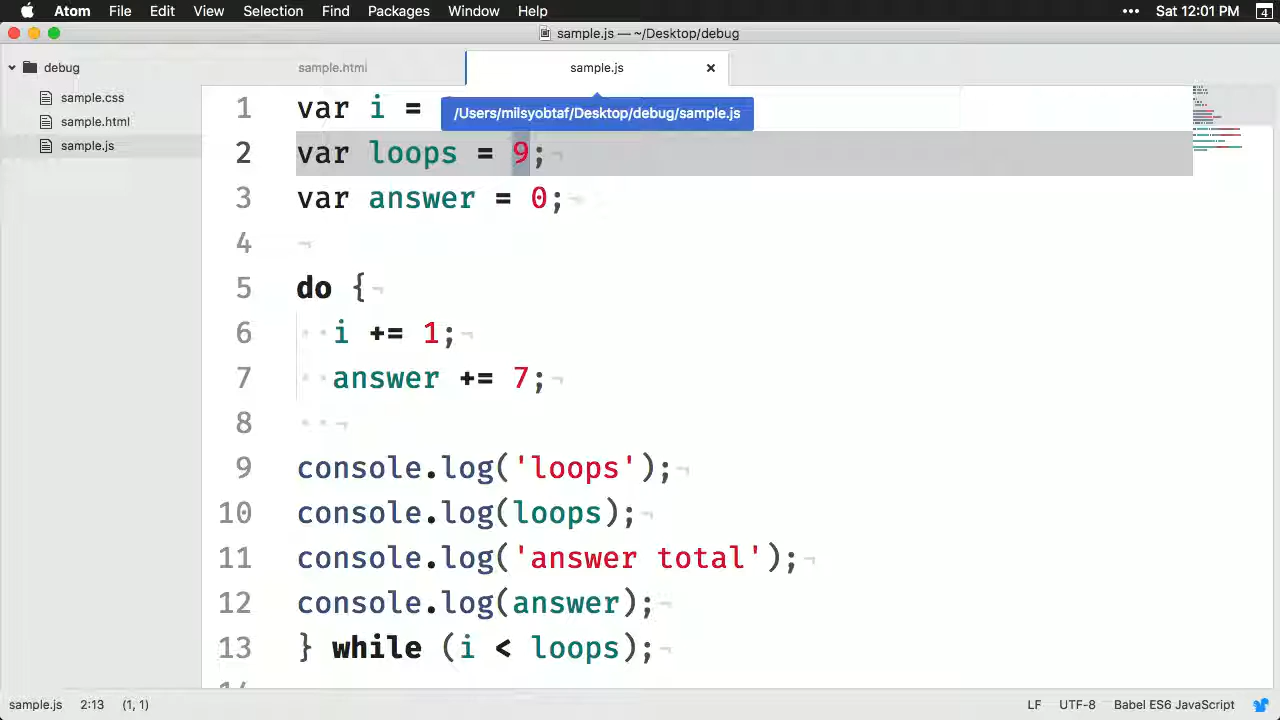 Atom File Edit View Selection Find Packages Window Help ••• Sat 12:01 PM 4
sample.js — ~/Desktop/debug
debug
sample.css
sample.html
sample.js
sample.html
sample.js
/Users/milsyobtaf/Desktop/debug/sample.js
1 var i =
2 var loops = 9;
3 var answer = 0;
4
5 do {
6 i += 1;
7 answer += 7;
8
9 console.log('loops');
10 console.log(loops);
11 console.log('answer total');
12 console.log(answer);
13 } while (i < loops);
sample.js 2:13 (1, 1) LF UTF-8 Babel ES6 JavaScript